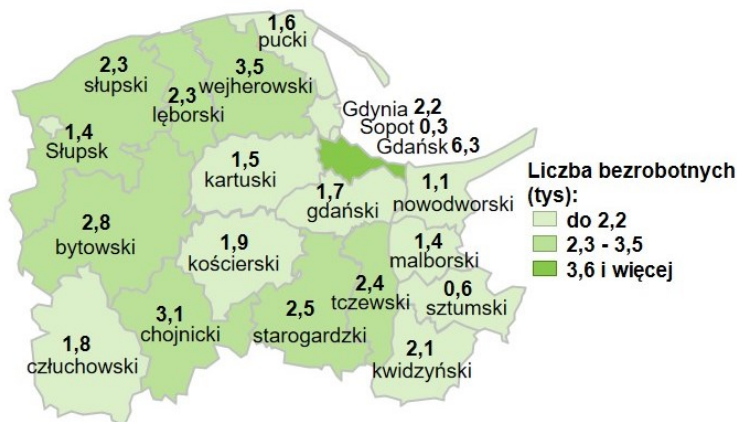 1,6
pucki
2,3
słupski
2,3
lęborski
3,5
wejherowski
Gdynia 2,2
Sopot 0,3
Gdańsk 6,3
1,4
Słupsk
1,5
kartuski
1,7
gdański
1,1
nowodworski
2,8
bytowski
1,9
kościerski
1,4
malborski
2,4
tczewski
0,6
sztumski
3,1
chojnicki
2,5
starogardzki
1,8
człuchowski
2,1
kwidzyński
Liczba bezrobotnych
(tys):
do 2,2
2,3 - 3,5
3,6 i więcej